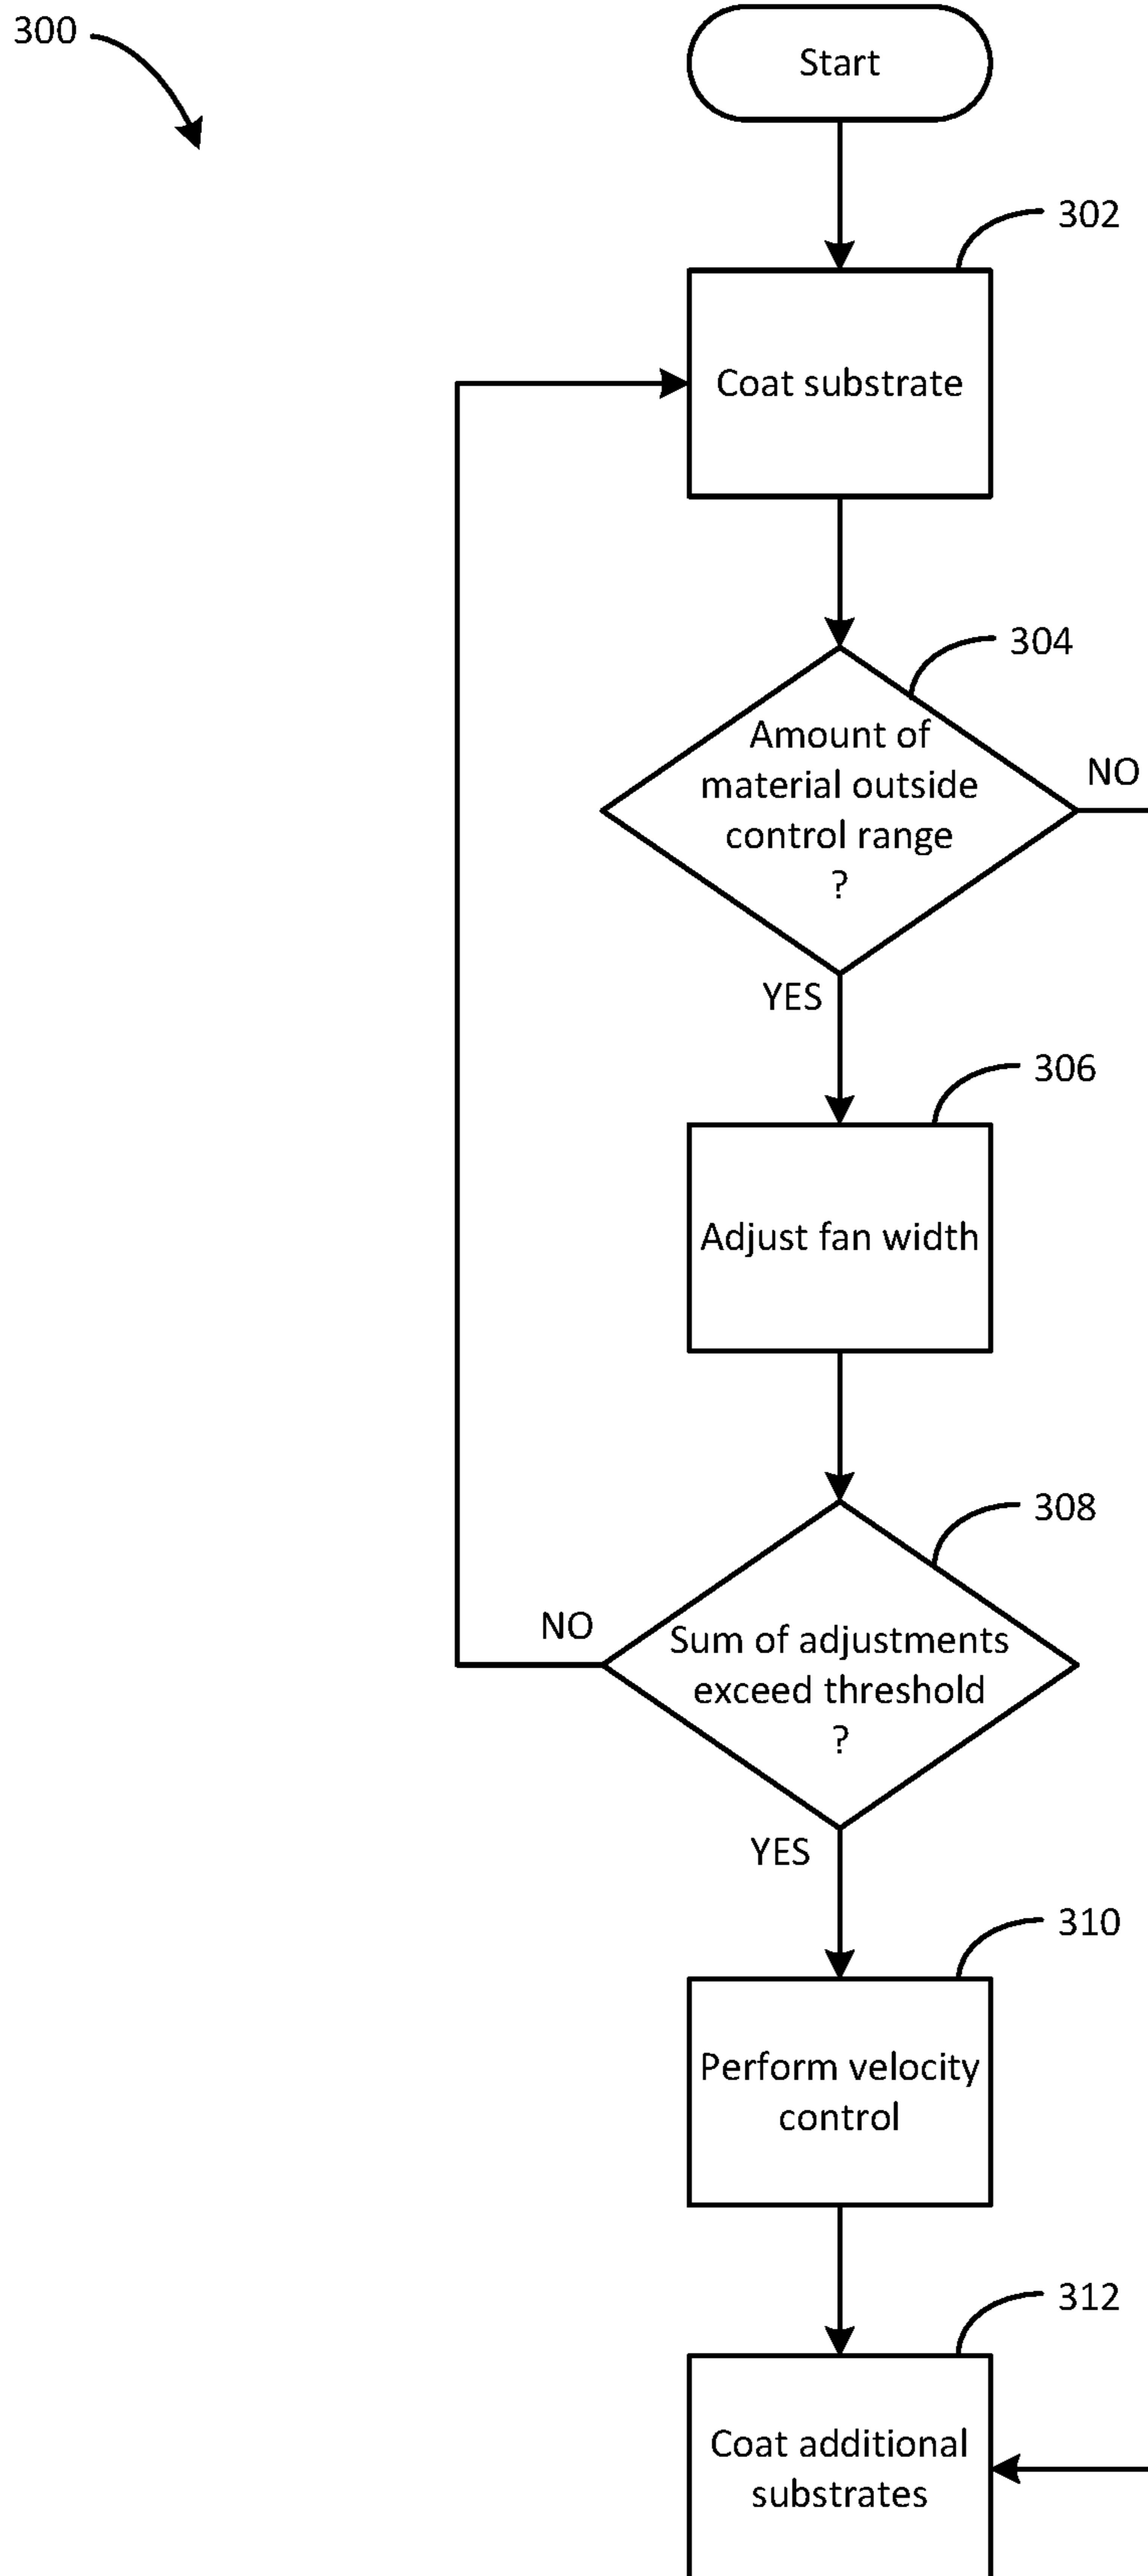 300
Start
302
Coat substrate
304
Amount of
material outside
control range
?
NO
YES
306
Adjust fan width
308
NO
Sum of adjustments
exceed threshold
?
YES
310
Perform velocity
control
312
Coat additional
substrates